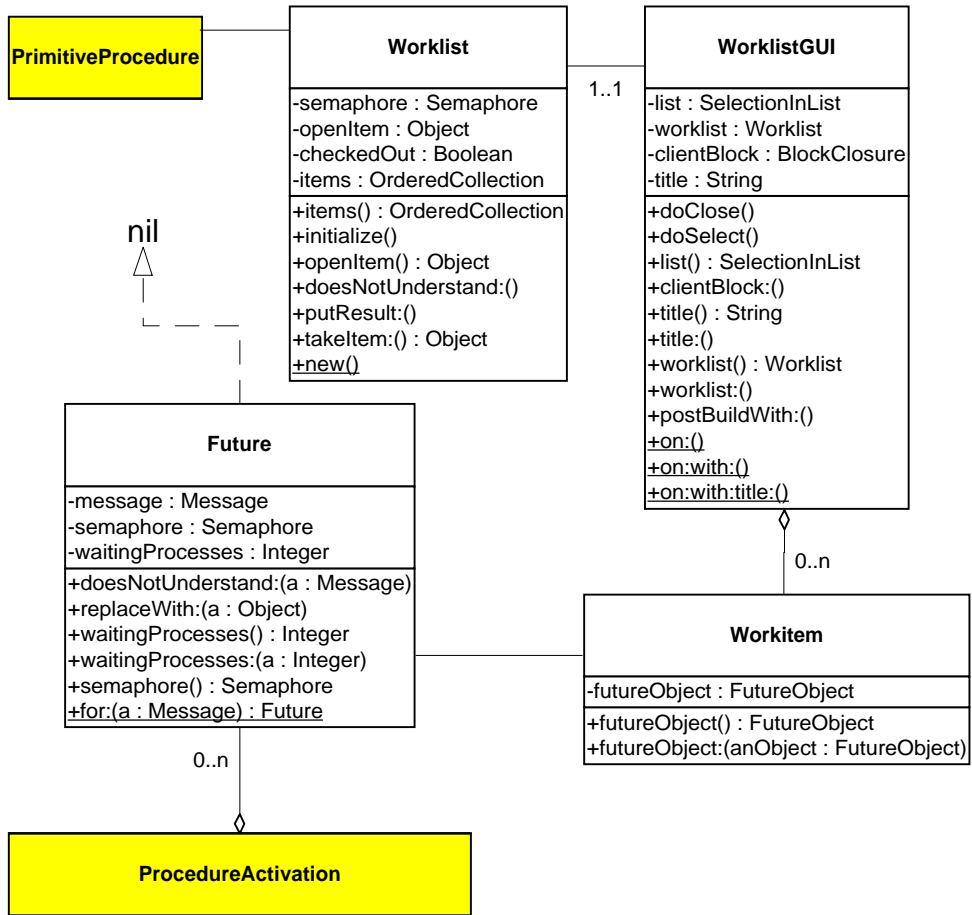 PrimitiveProcedure
Worklist
-semaphore : Semaphore
-openItem : Object
-checkedOut : Boolean
-items : OrderedCollection
+items() : OrderedCollection
+initialize()
+openItem() : Object
+doesNotUnderstand:()
+putResult:()
+takeItem:() : Object
+new()
1..1
WorklistGUI
-list : SelectionInList
-worklist : Worklist
-clientBlock : BlockClosure
-title : String
+doClose()
+doSelect()
+list() : SelectionInList
+clientBlock:()
+title() : String
+title:()
+worklist() : Worklist
+worklist:()
+postBuildWith:()
+on:()
+on:with:()
+on:with:title:()
nil
Future
-message : Message
-semaphore : Semaphore
-waitingProcesses : Integer
+doesNotUnderstand:(a : Message)
+replaceWith:(a : Object)
+waitingProcesses() : Integer
+waitingProcesses:(a : Integer)
+semaphore() : Semaphore
+for:(a : Message) : Future
0..n
Workitem
-futureObject : FutureObject
+futureObject() : FutureObject
+futureObject:(anObject : FutureObject)
0..n
ProcedureActivation